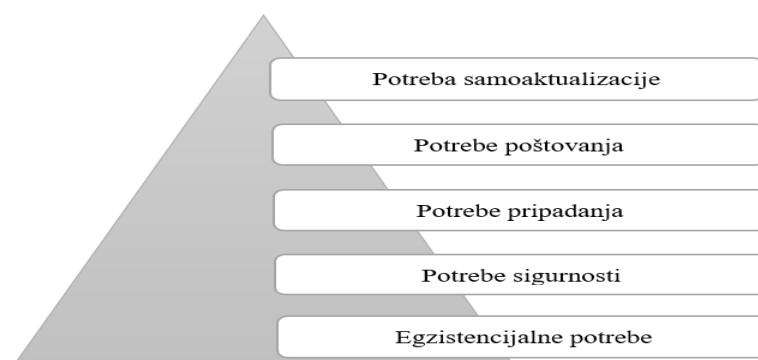 Potreba samoaktualizacije
Potrebe poštovanja
Potrebe pripadanja
Potrebe sigurnosti
Egzistencijalne potrebe